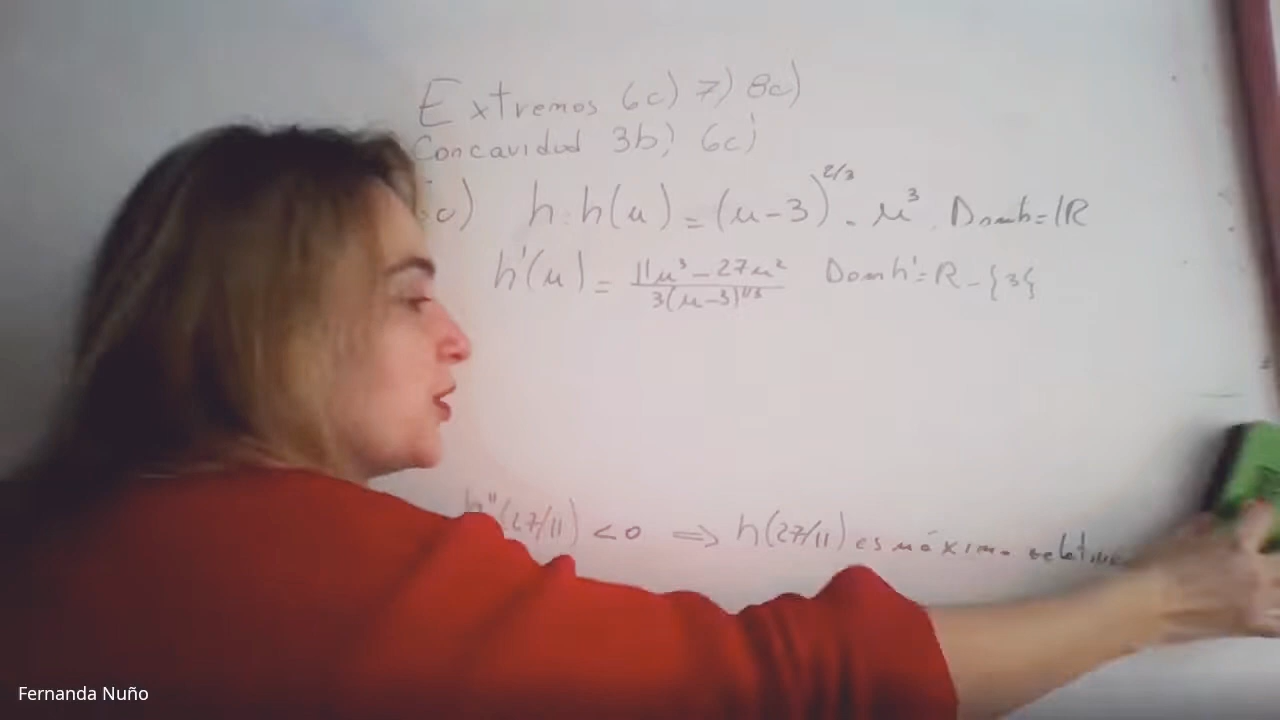 Extremos 6c) 7) 8c)
Concavidad 3b) 6c)
6c) h: h(u) = (u-3)^2/3 . u^3. Dom h = IR
h'(u) = 11u^3 - 27u^2 / 3(u-3)^1/3 Dom h' = R - {3{
h"(27/11) < 0 ⇒ h(27/11) es máximo relativo
Fernanda Nuño